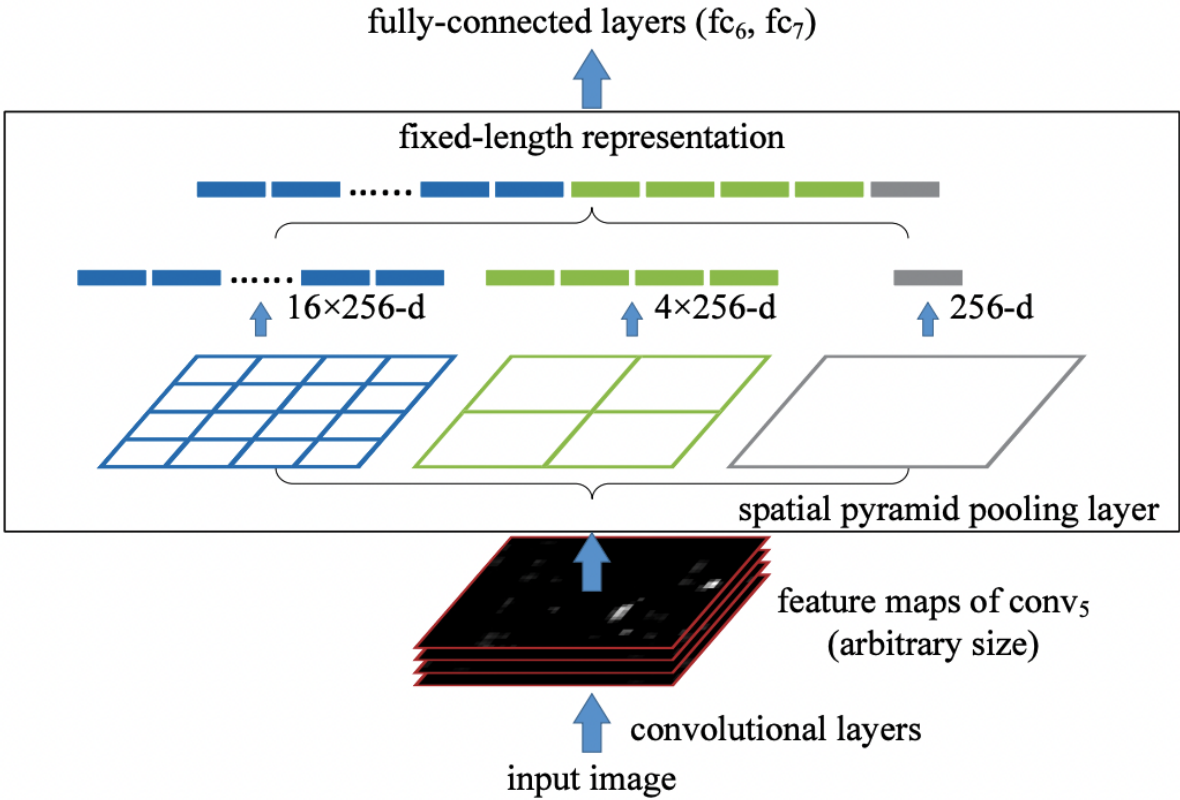 fully-connected layers (fc₆, fc₇)
fixed-length representation
......
......
16×256-d
4×256-d
256-d
spatial pyramid pooling layer
feature maps of conv₅
(arbitrary size)
convolutional layers
input image